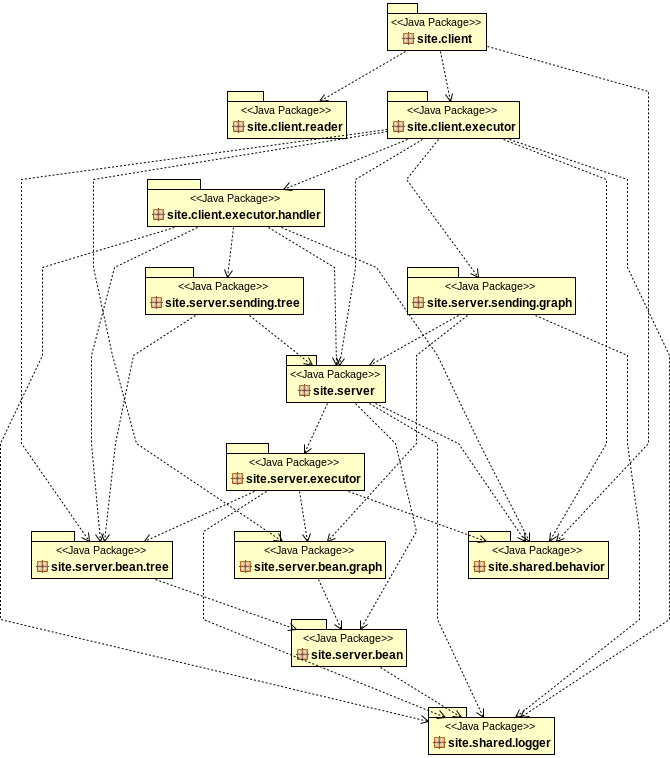 <<Java Package>>
site.client
<<Java Package>>
site.client.reader
<<Java Package>>
site.client.executor
<<Java Package>>
site.client.executor.handler
<<Java Package>>
site.server.sending.tree
<<Java Package>>
site.server.sending.graph
<<Java Package>>
site.server
<<Java Package>>
site.server.executor
<<Java Package>>
site.server.bean.tree
<<Java Package>>
site.server.bean.graph
<<Java Package>>
site.shared.behavior
<<Java Package>>
site.server.bean
<<Java Package>>
site.shared.logger